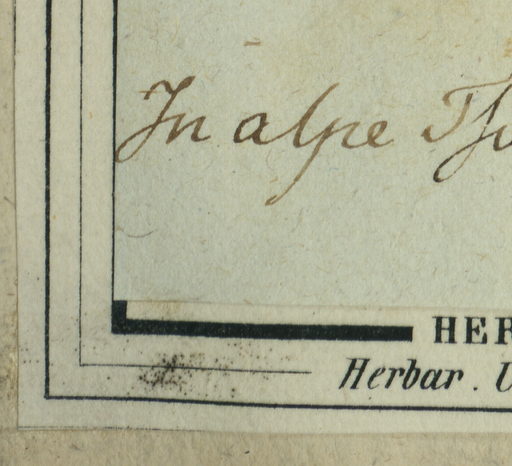 In alpe
HER
Herbar. U